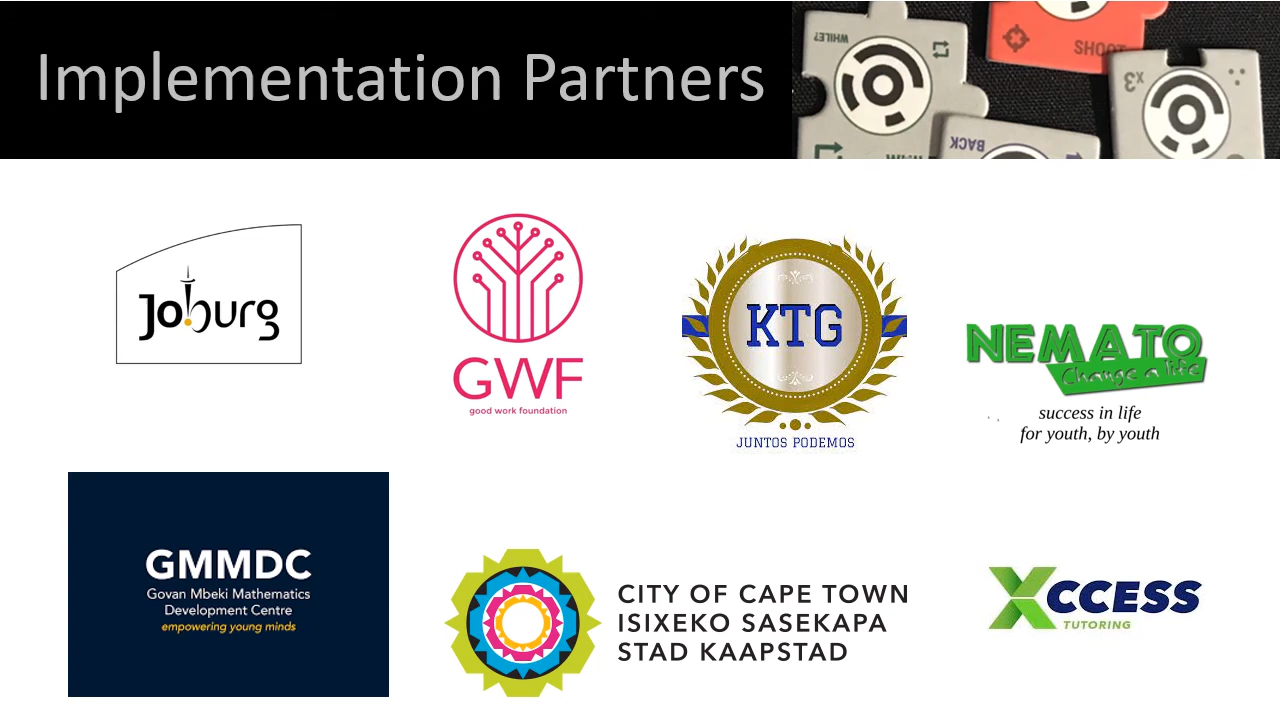 Implementation Partners
WHILE?
SHOOT
x3
BACK
Joburg
GWF
good work foundation
KTG
JUNTOS PODEMOS
NEMATO
Change a life
success in life
for youth, by youth
GMMDC
Govan Mbeki Mathematics
Development Centre
empowering young minds
CITY OF CAPE TOWN
ISIXEKO SASEKAPA
STAD KAAPSTAD
XCCESS
TUTORING